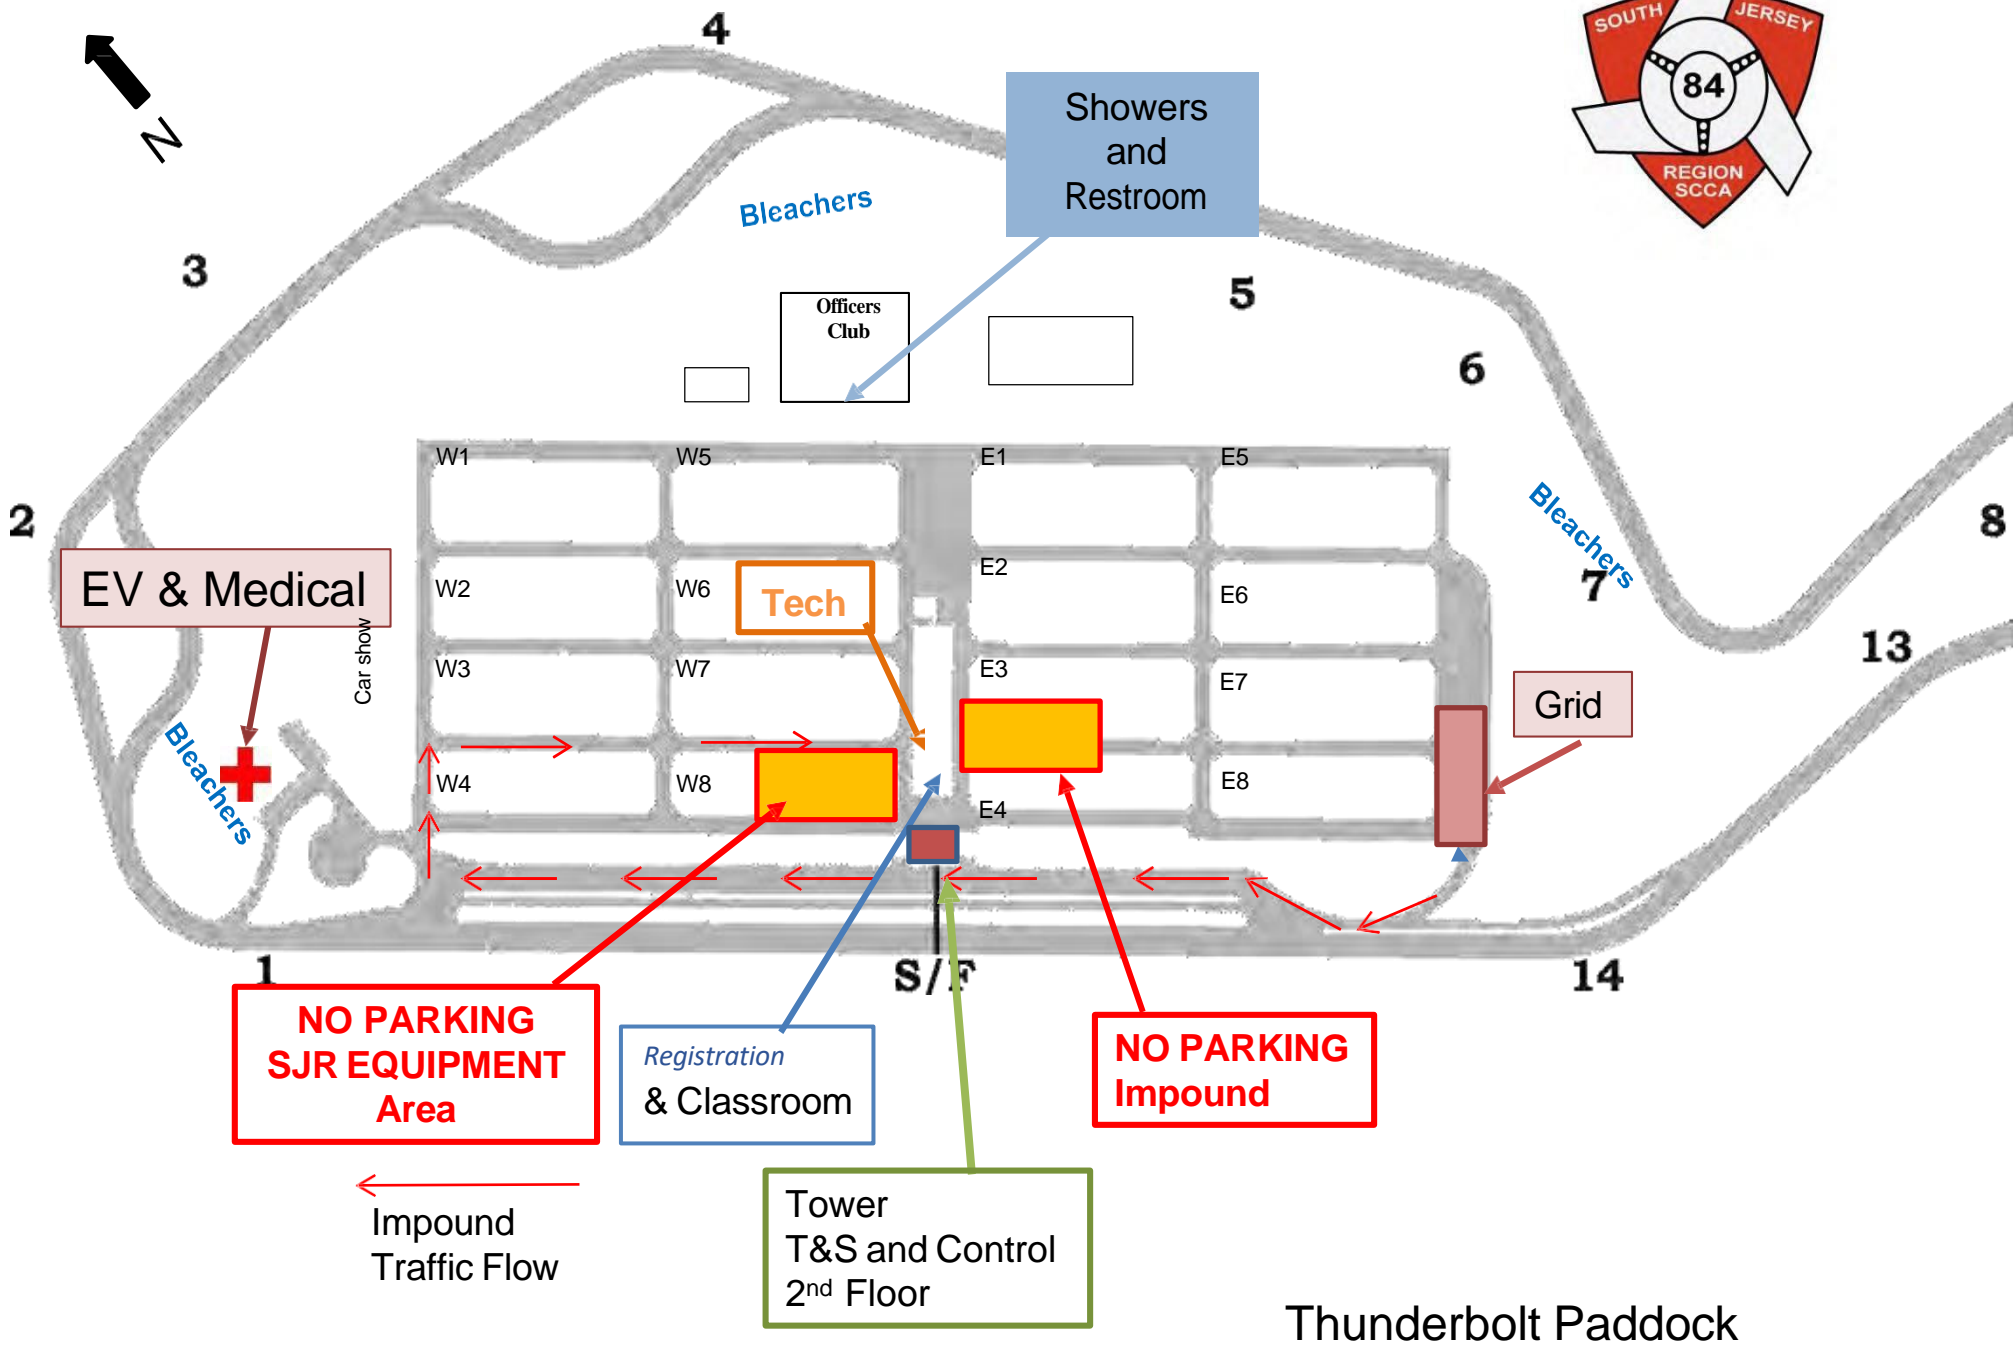 SOUTH JERSEY
84
REGION
SCCA
N
4
Showers
and
Restroom
Bleachers
3
5
Officers
Club
6
W1
W5
E1
E5
Bleachers
2
8
EV & Medical
W2
W6
Tech
E2
E6
7
Car show
13
W3
W7
E3
E7
Grid
Bleachers
W4
W8
E4
E8
1
S/F
14
NO PARKING
SJR EQUIPMENT
Area
Registration
& Classroom
NO PARKING
Impound
Impound
Traffic Flow
Tower
T&S and Control
2nd Floor
Thunderbolt Paddock